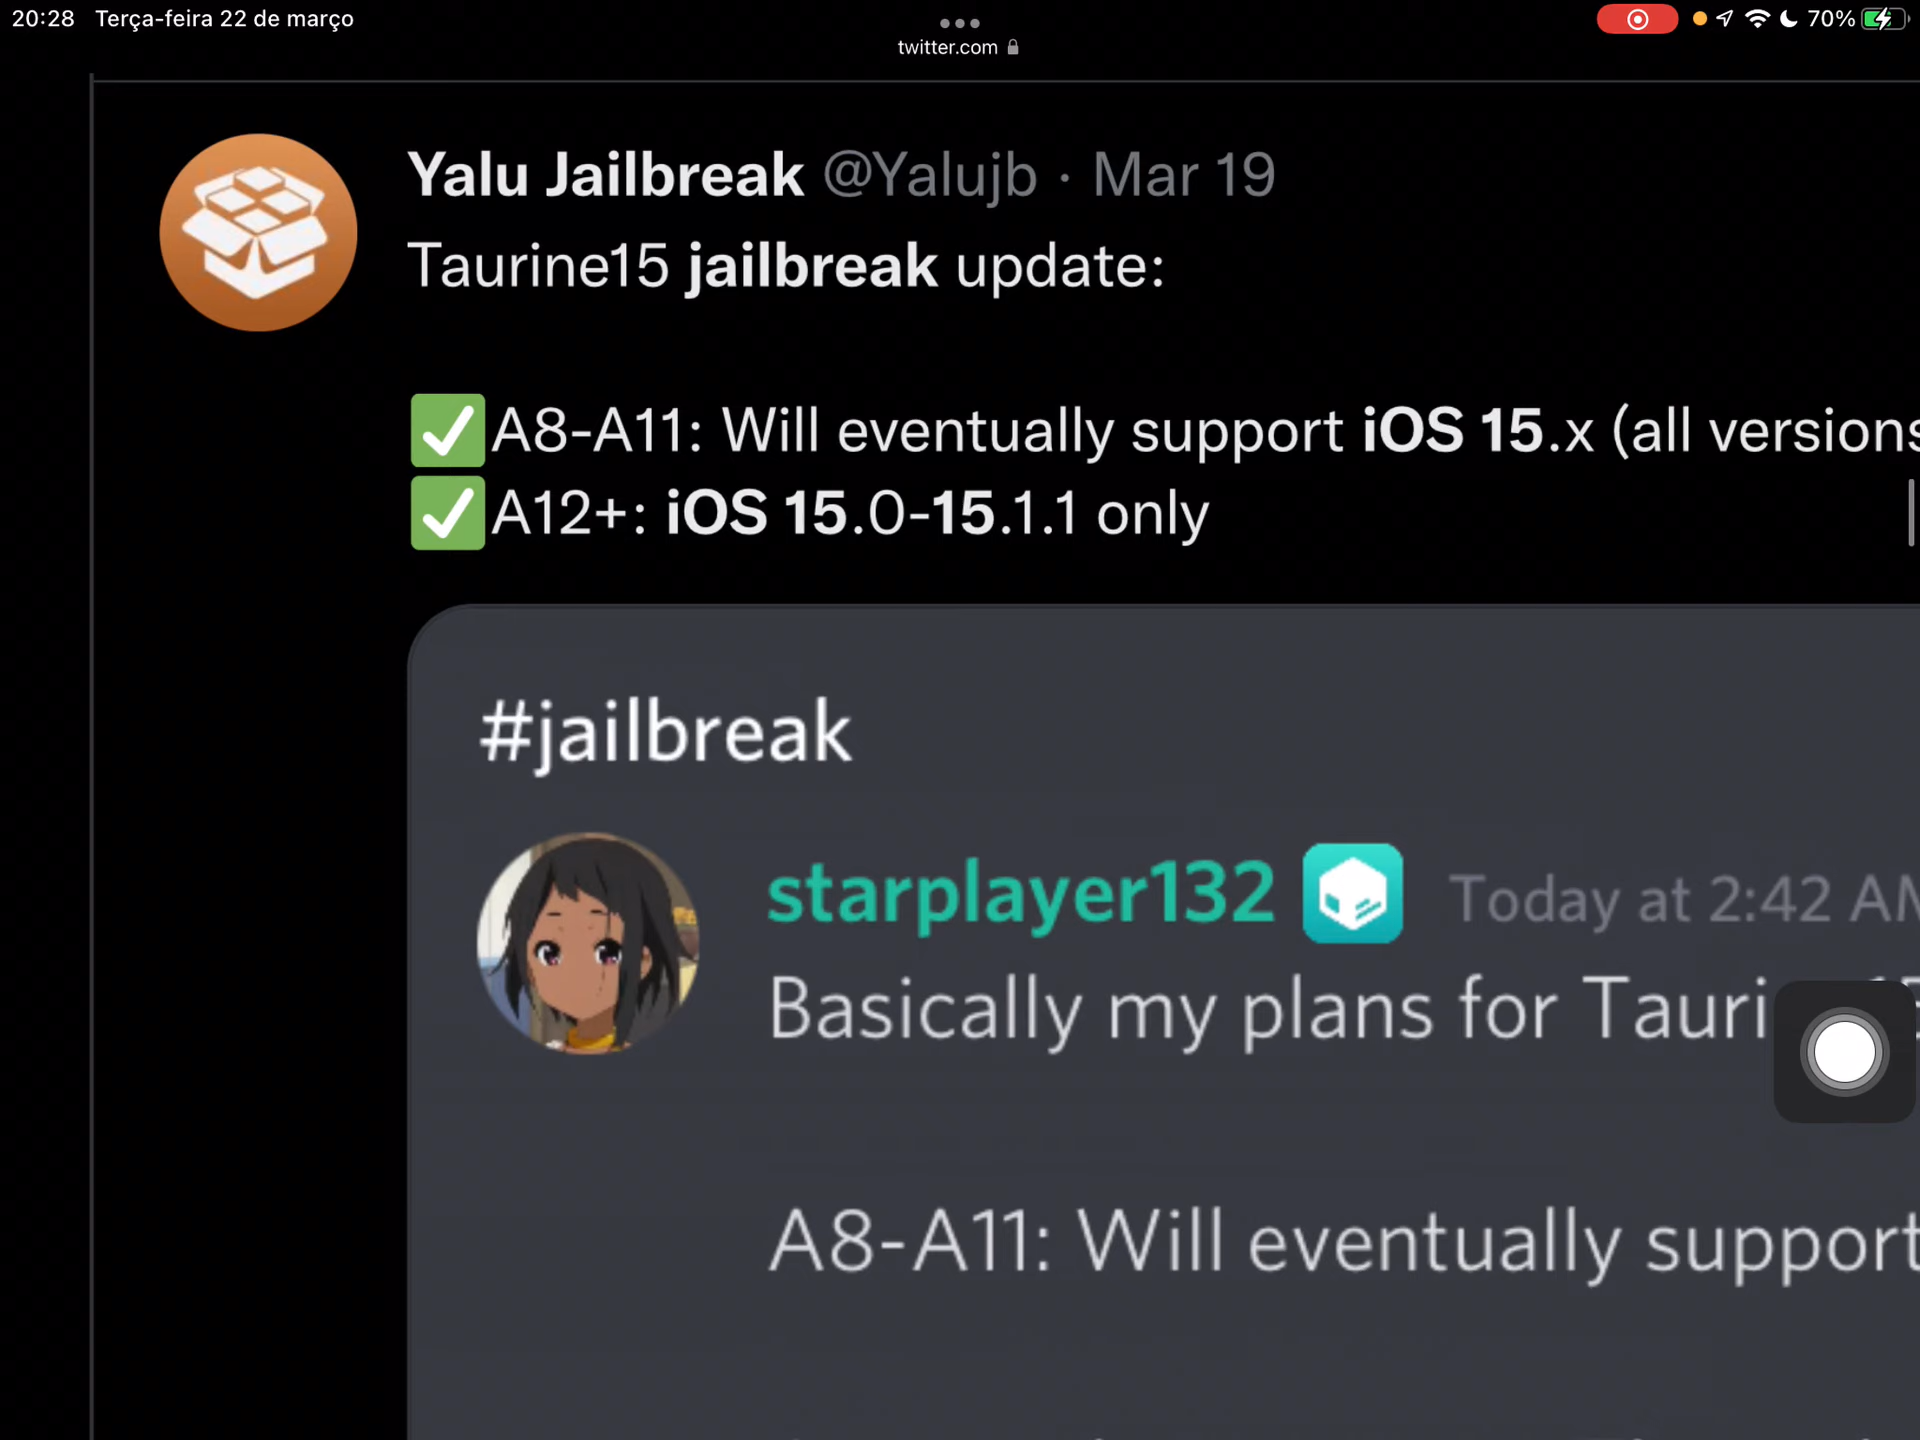 20:28 Terça-feira 22 de março
70%
twitter.com
Yalu Jailbreak @Yalujb · Mar 19
Taurine15 jailbreak update:
✅A8-A11: Will eventually support iOS 15.x (all versions
✅A12+: iOS 15.0-15.1.1 only
#jailbreak
starplayer132 Today at 2:42 AM
Basically my plans for Tauri
A8-A11: Will eventually support